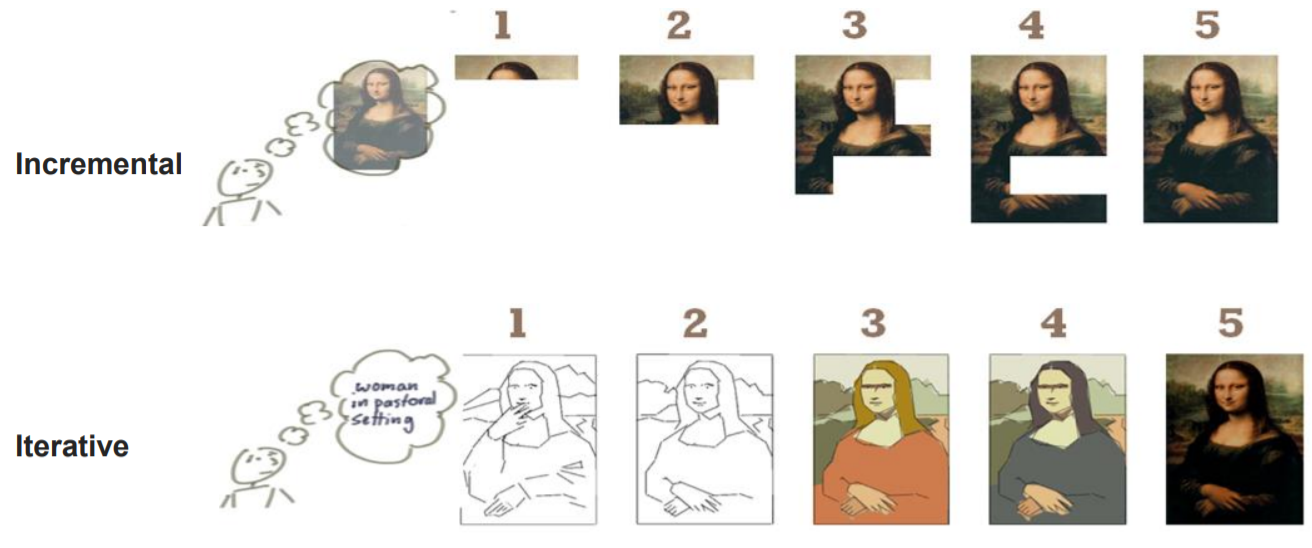 1 2 3 4 5
Incremental
1 2 3 4 5
woman
in pastoral
setting
Iterative